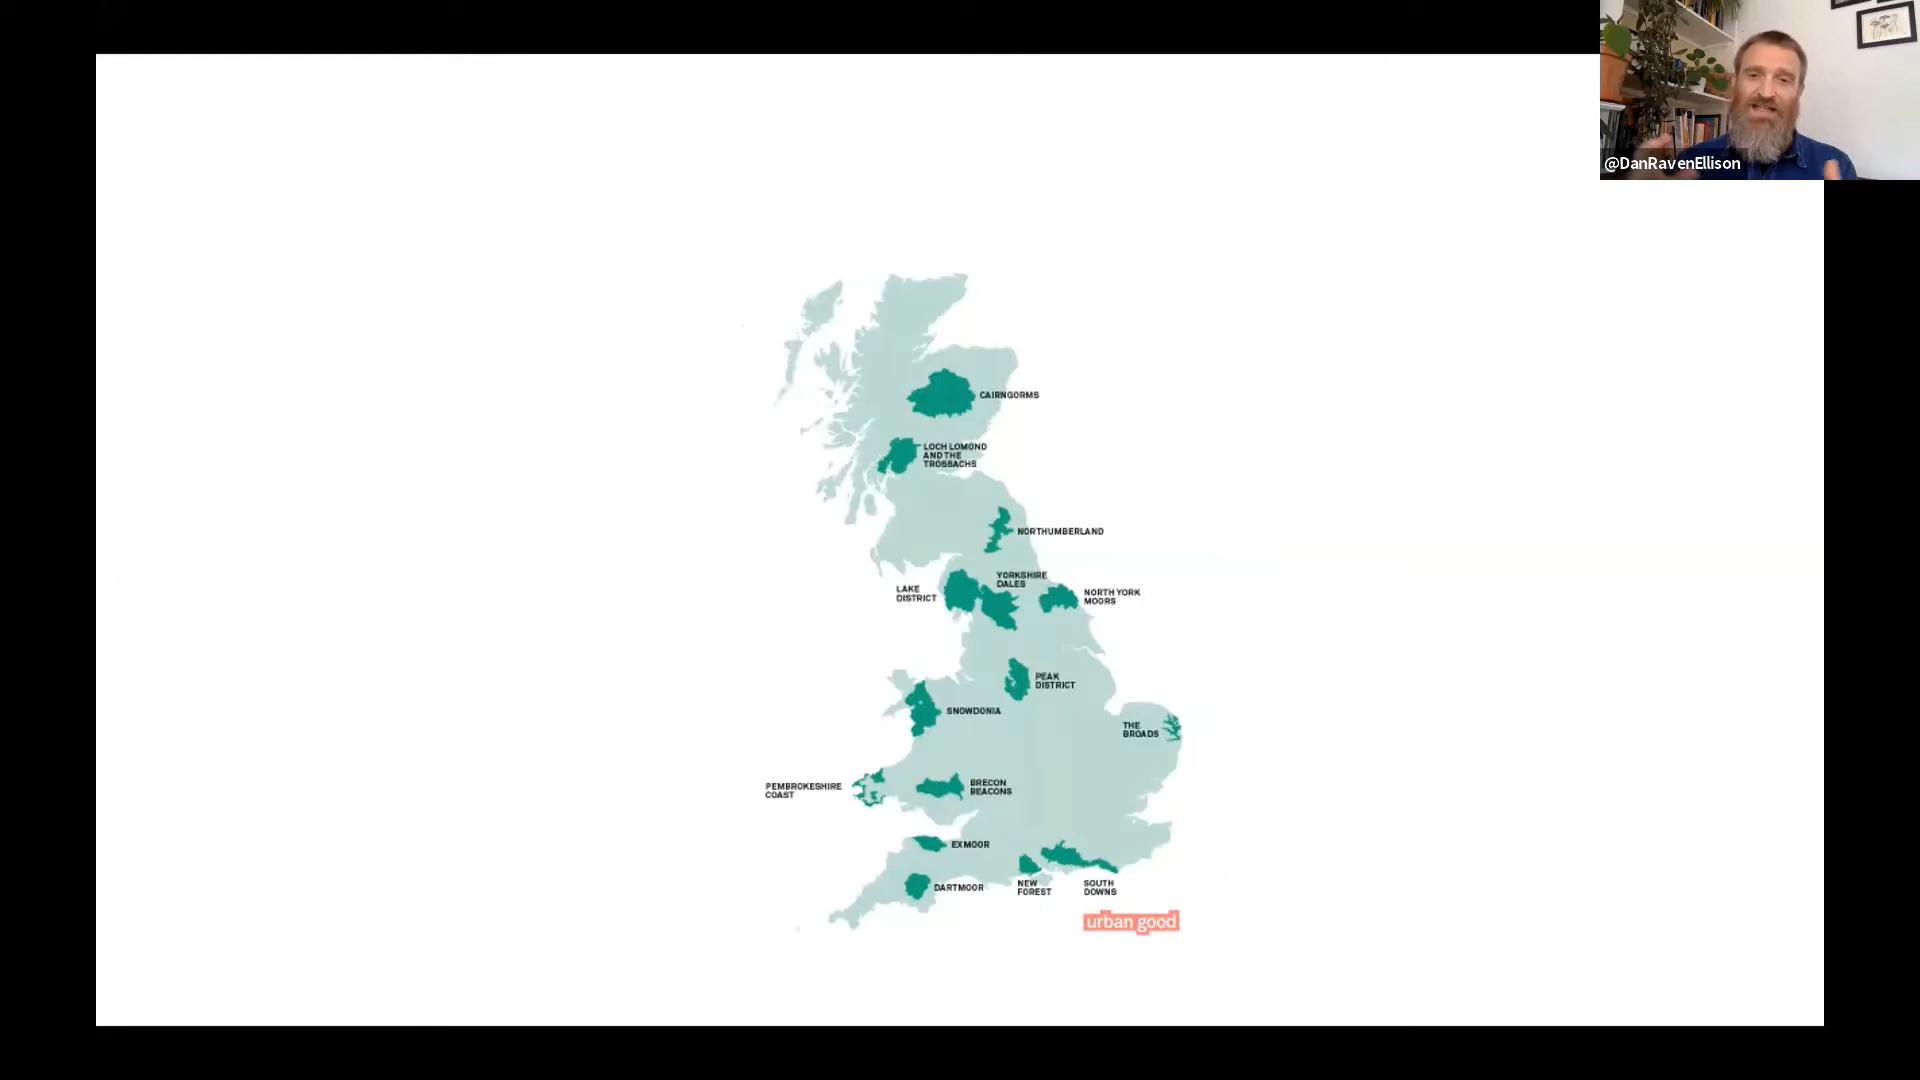 @DanRavenEllison
CAIRNGORMS
LOCH LOMOND
AND THE
TROSSACHS
NORTHUMBERLAND
YORKSHIRE
DALES
LAKE
DISTRICT
NORTH YORK
MOORS
PEAK
DISTRICT
SNOWDONIA
THE
BROADS
PEMBROKESHIRE
COAST
BRECON
BEACONS
EXMOOR
DARTMOOR
NEW
FOREST
SOUTH
DOWNS
urban good